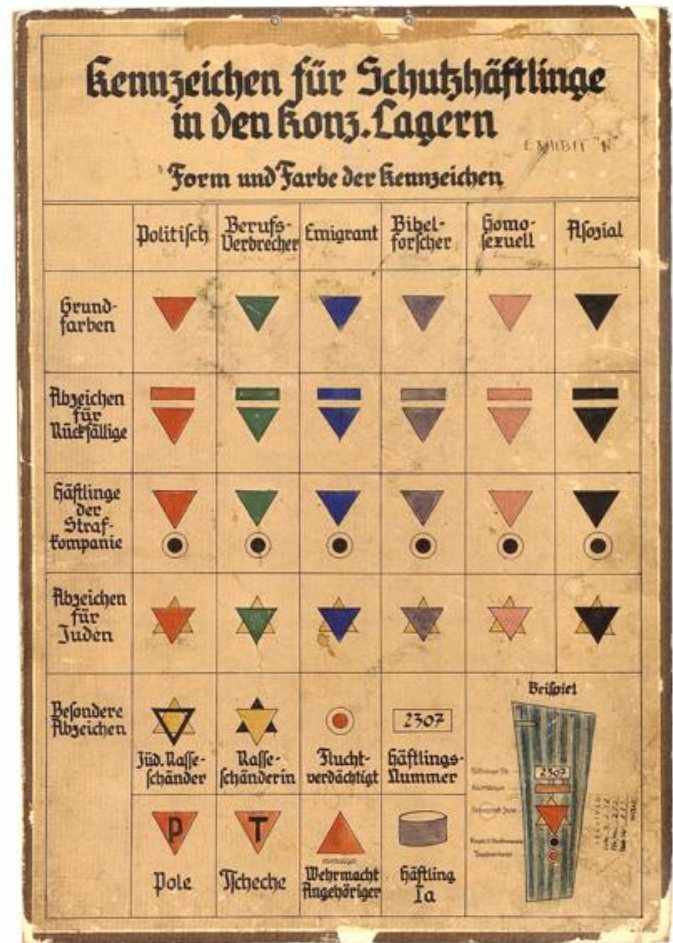 Kennzeichen für Schutzhäftlinge
in den Konz.Lagern
EXHIBIT "N"
Form und Farbe der Kennzeichen
Politisch
Berufs-
Verbrecher
Emigrant
Bibel-
forscher
Homo-
sexuell
Asozial
Grund-
farben
Abzeichen
für
Rückfällige
Häftlinge
der
Straf-
kompanie
Abzeichen
für
Juden
Besondere
Abzeichen
Jüd. Rasse-
schänder
Rasse-
schänderin
Flucht-
verdächtigt
2307
Häftlings-
Nummer
Beispiel
2307
P
Pole
T
Tscheche
Wehrmacht
Angehöriger
Häftling
Ia